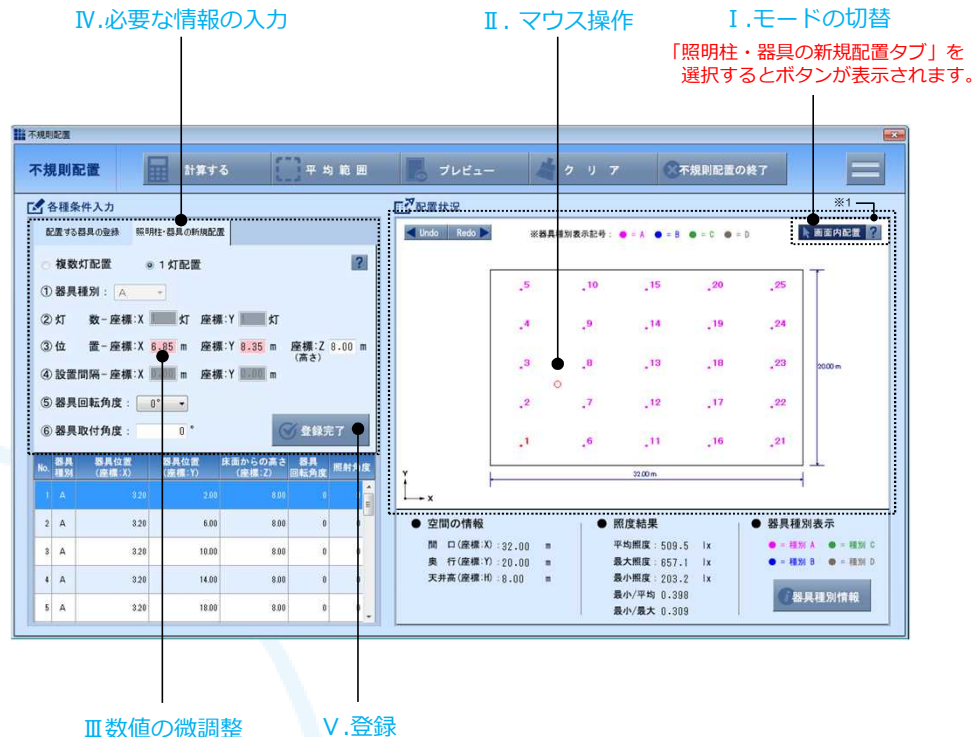 Ⅳ.必要な情報の入力
Ⅱ. マウス操作
Ⅰ.モードの切替
「照明柱・器具の新規配置タブ」を
選択するとボタンが表示されます。
不規則配置
不規則配置
計算する
平均範囲
プレビュー
クリア
不規則配置の終了
各種条件入力
配置状況
※1
配置する器具の登録 照明柱・器具の新規配置
Undo Redo
※器具種別表示記号: ●= A ●= B ●= C ●= D
画面内配置 ?
複数灯配置 1灯配置 ?
①器具種別: A
②灯 数-座標:X 灯 座標:Y 灯
③位 置-座標:X 6.85 m 座標:Y 8.35 m 座標:Z 8.00 m
(高さ)
④設置間隔-座標:X m 座標:Y m
⑤器具回転角度: 0°
⑥器具取付角度: 0 °
登録完了
.5 .10 .15 .20 .25
.4 .9 .14 .19 .24
.3 .8 .13 .18 .23
20.00 m
.2 .7 .12 .17 .22
.1 .6 .11 .16 .21
32.00 m
Y
X
No. 器具種別 器具位置(座標:X) 器具位置(座標:Y) 床面からの高さ(座標:Z) 器具回転角度 照射角度
1 A 3.20 2.00 8.00 0
2 A 3.20 6.00 8.00 0
3 A 3.20 10.00 8.00 0
4 A 3.20 14.00 8.00 0
5 A 3.20 18.00 8.00 0
● 空間の情報
間 口(座標:X):32.00 m
奥 行(座標:Y):20.00 m
天井高(座標:H):8.00 m
● 照度結果
平均照度:509.5 lx
最大照度:657.1 lx
最小照度:203.2 lx
最小/平均 0.398
最小/最大 0.309
● 器具種別表示
●= 種別 A ●= 種別 C
●= 種別 B ●= 種別 D
器具種別情報
Ⅲ数値の微調整
Ⅴ.登録